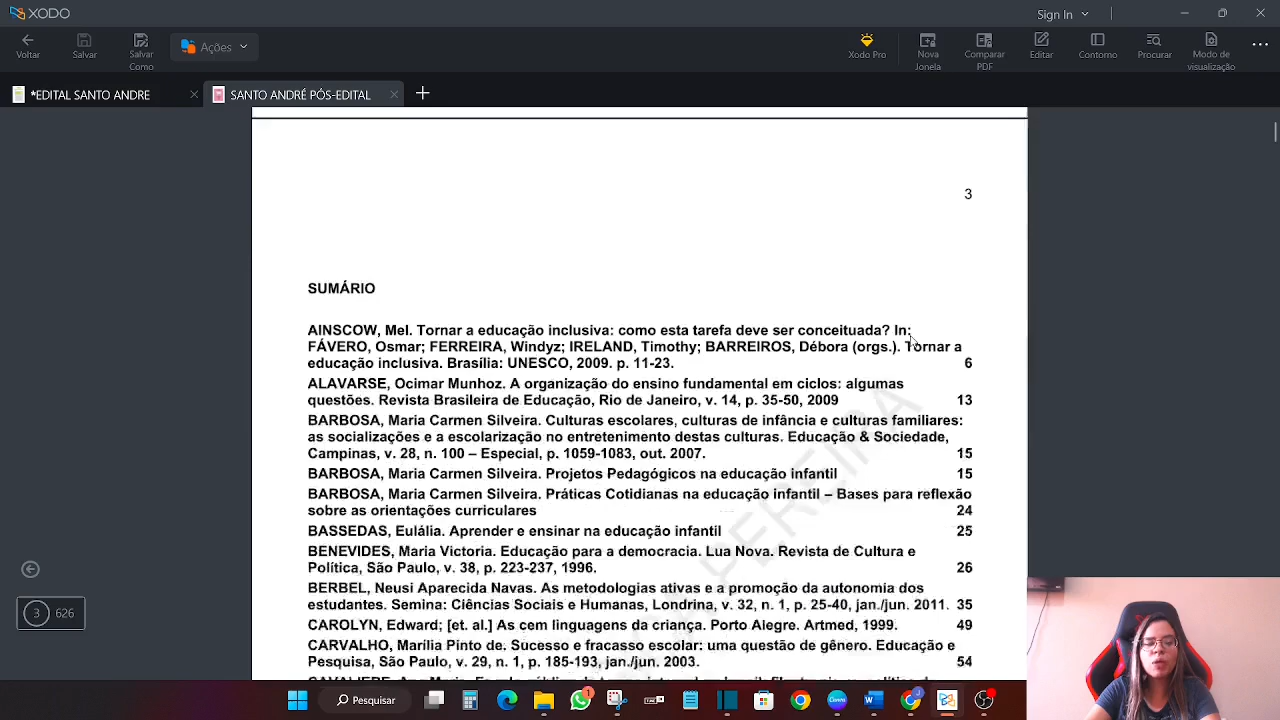 XODO
Sign In
Voltar
Salvar
Salvar Como
Ações
Xodo Pro
Nova Jonela
Comparar PDF
Editar
Contorno
Procurar
Modo de visualização
*EDITAL SANTO ANDRE
SANTO ANDRÉ PÓS-EDITAL
3
SUMÁRIO
AINSCOW, Mel. Tornar a educação inclusiva: como esta tarefa deve ser conceituada? In:
FÁVERO, Osmar; FERREIRA, Windyz; IRELAND, Timothy; BARREIROS, Débora (orgs.). Tornar a
educação inclusiva. Brasília: UNESCO, 2009. p. 11-23. 6
ALAVARSE, Ocimar Munhoz. A organização do ensino fundamental em ciclos: algumas
questões. Revista Brasileira de Educação, Rio de Janeiro, v. 14, p. 35-50, 2009 13
BARBOSA, Maria Carmen Silveira. Culturas escolares, culturas de infância e culturas familiares:
as socializações e a escolarização no entretenimento destas culturas. Educação & Sociedade,
Campinas, v. 28, n. 100 – Especial, p. 1059-1083, out. 2007. 15
BARBOSA, Maria Carmen Silveira. Projetos Pedagógicos na educação infantil 15
BARBOSA, Maria Carmen Silveira. Práticas Cotidianas na educação infantil – Bases para reflexão
sobre as orientações curriculares 24
BASSEDAS, Eulália. Aprender e ensinar na educação infantil 25
BENEVIDES, Maria Victoria. Educação para a democracia. Lua Nova. Revista de Cultura e
Política, São Paulo, v. 38, p. 223-237, 1996. 26
BERBEL, Neusi Aparecida Navas. As metodologias ativas e a promoção da autonomia dos
estudantes. Semina: Ciências Sociais e Humanas, Londrina, v. 32, n. 1, p. 25-40, jan./jun. 2011. 35
CAROLYN, Edward; [et. al.] As cem linguagens da criança. Porto Alegre. Artmed, 1999. 49
CARVALHO, Marília Pinto de. Sucesso e fracasso escolar: uma questão de gênero. Educação e
Pesquisa, São Paulo, v. 29, n. 1, p. 185-193, jan./jun. 2003. 54
PEREIRA
3 626
Pesquisar